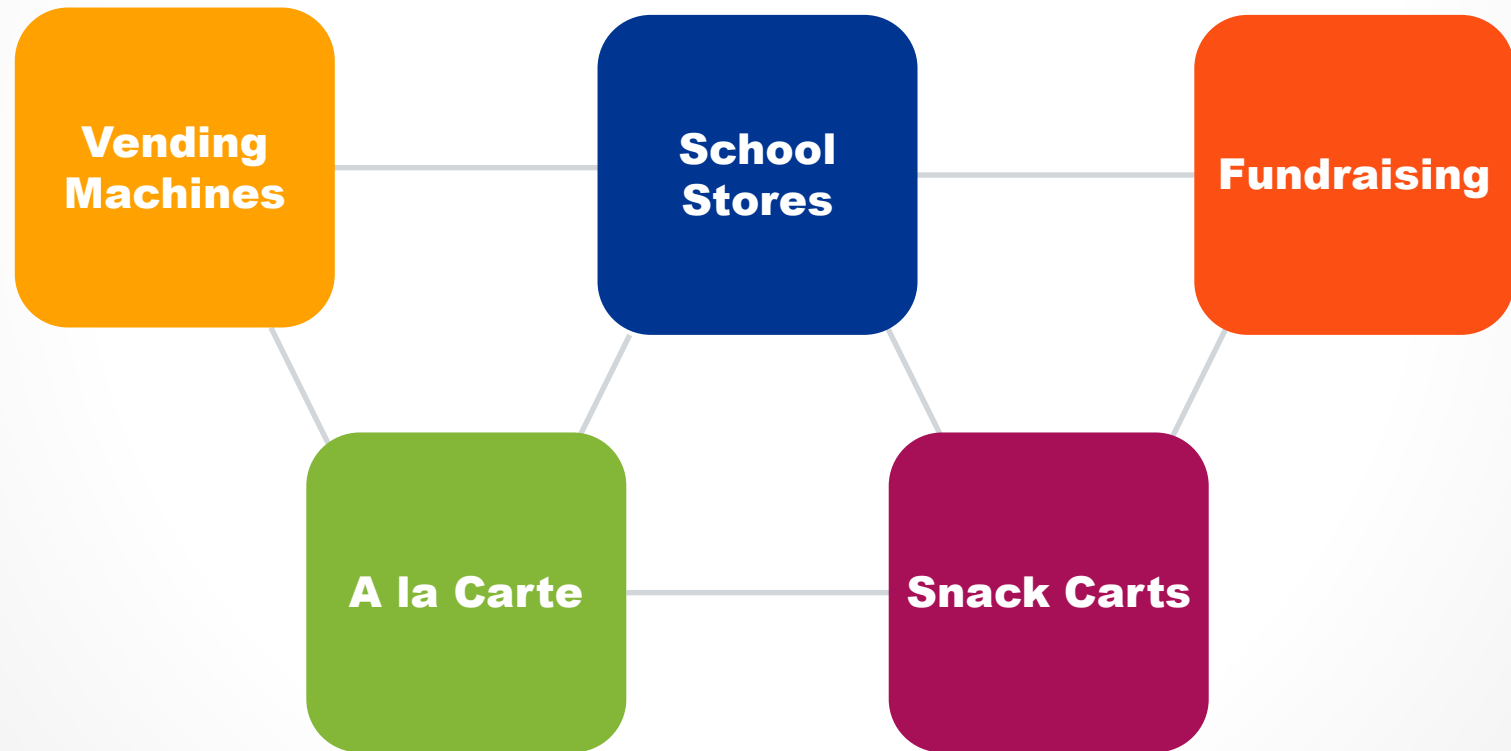 Vending
Machines
School
Stores
Fundraising
A la Carte
Snack Carts